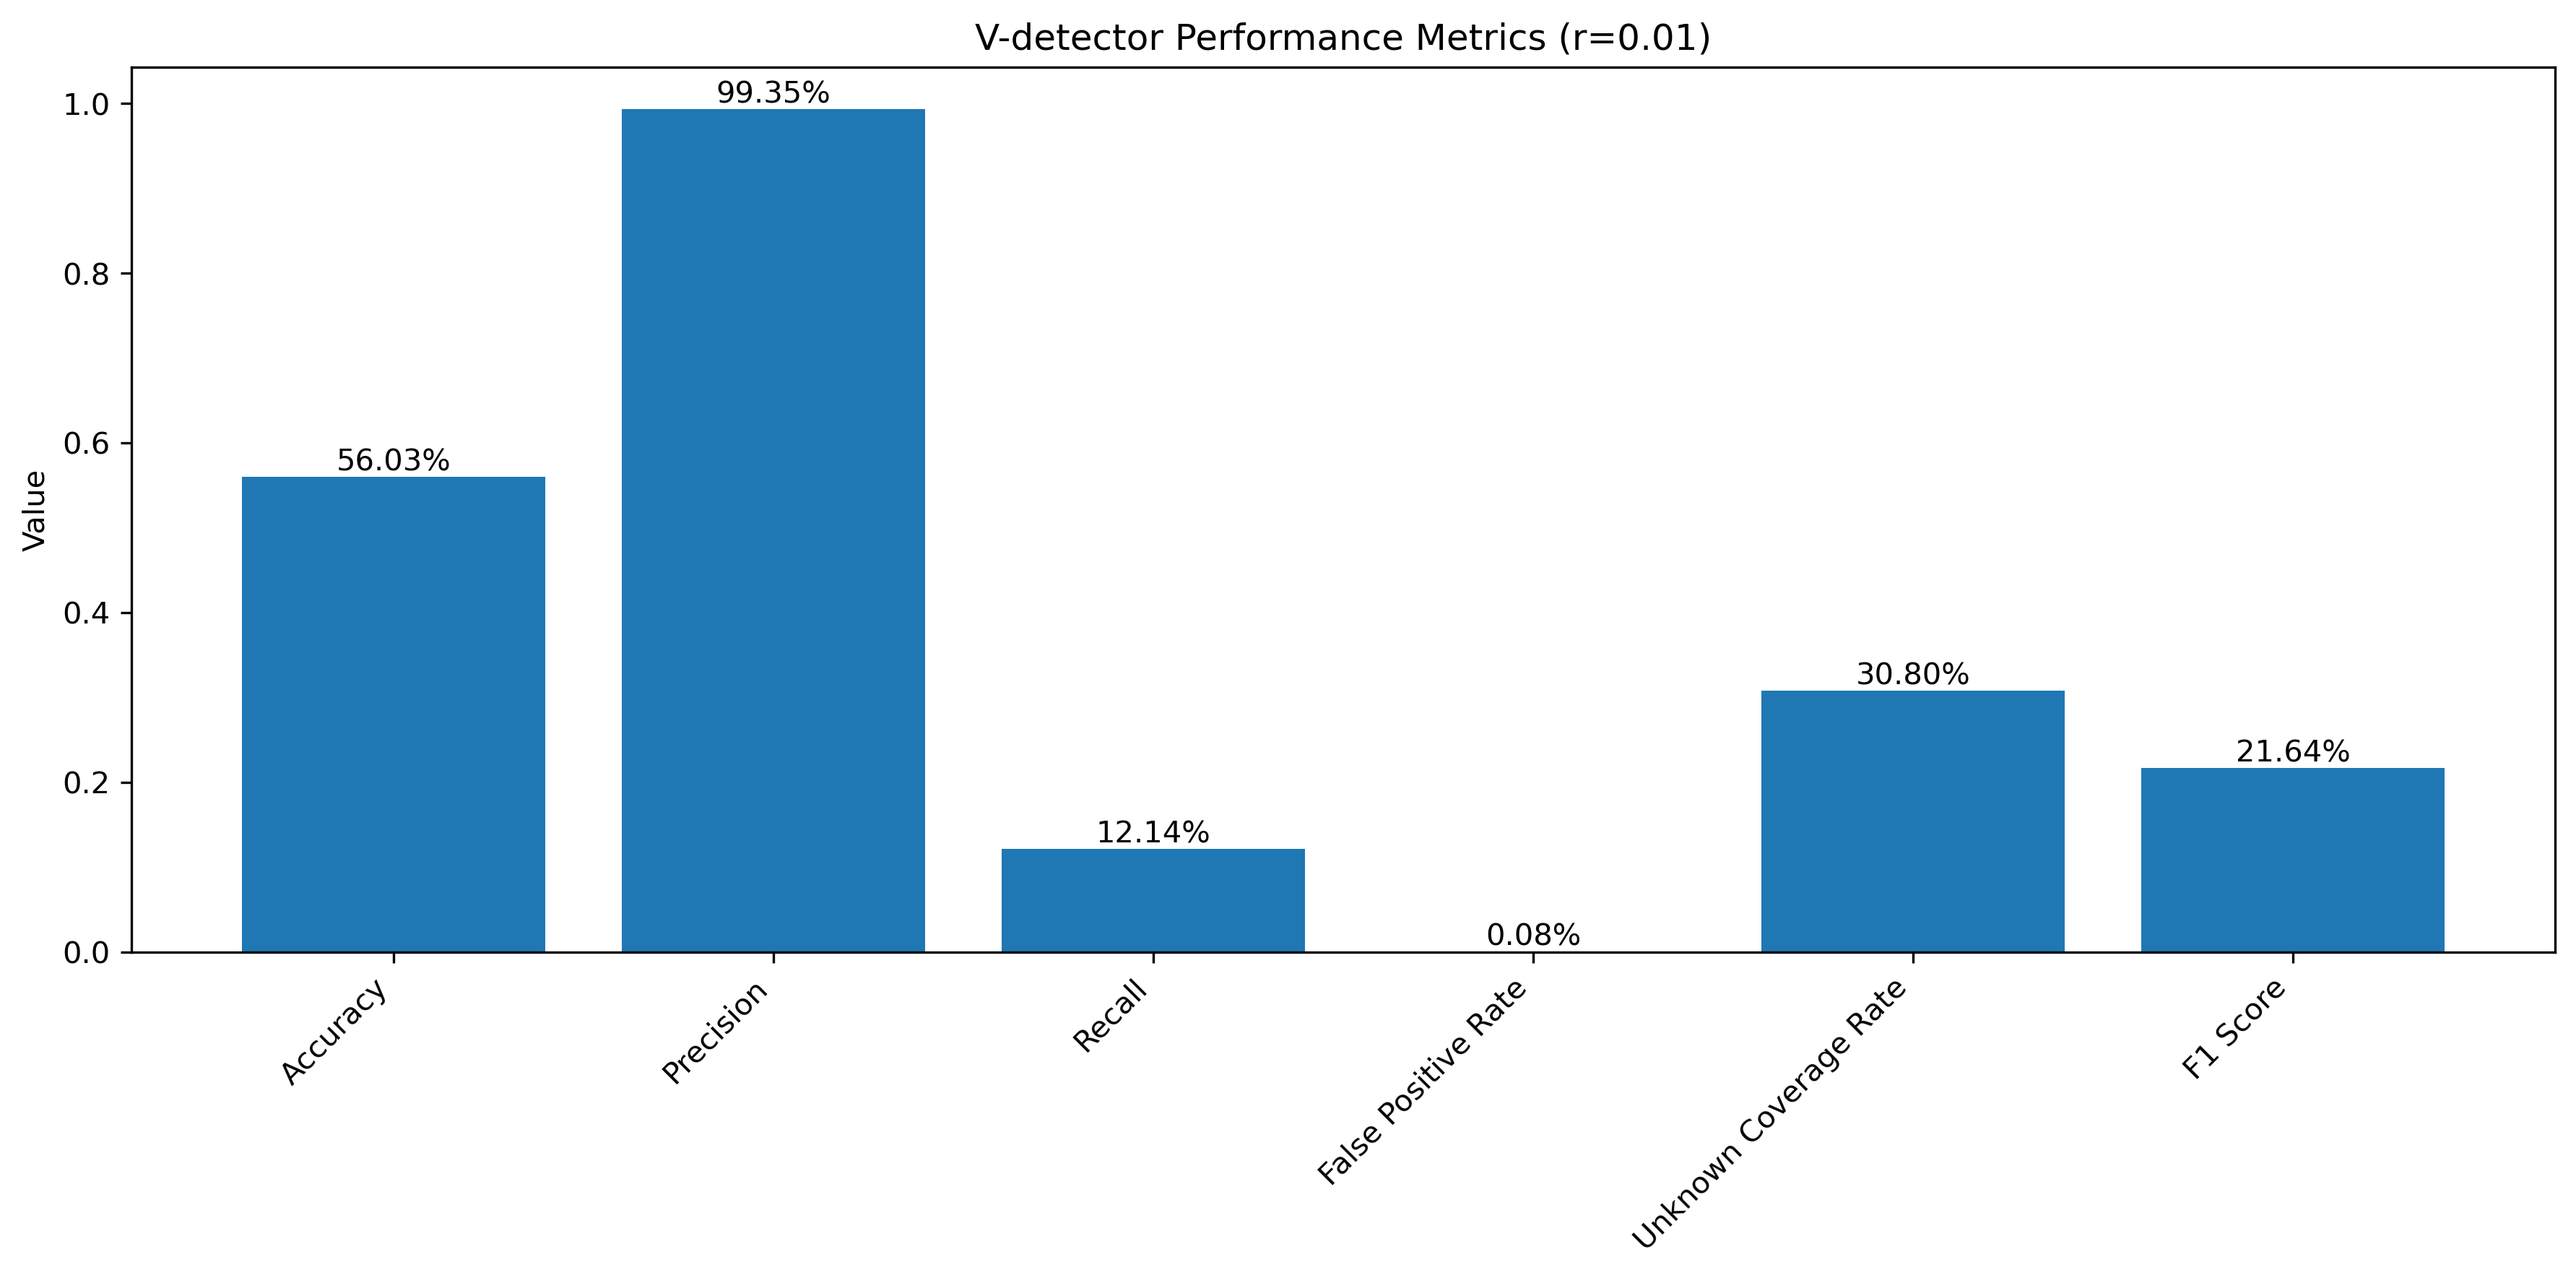 V-detector Performance Metrics (r=0.01)
Value
1.0
0.8
0.6
0.4
0.2
0.0
56.03%
99.35%
12.14%
0.08%
30.80%
21.64%
Accuracy
Precision
Recall
False Positive Rate
Unknown Coverage Rate
F1 Score